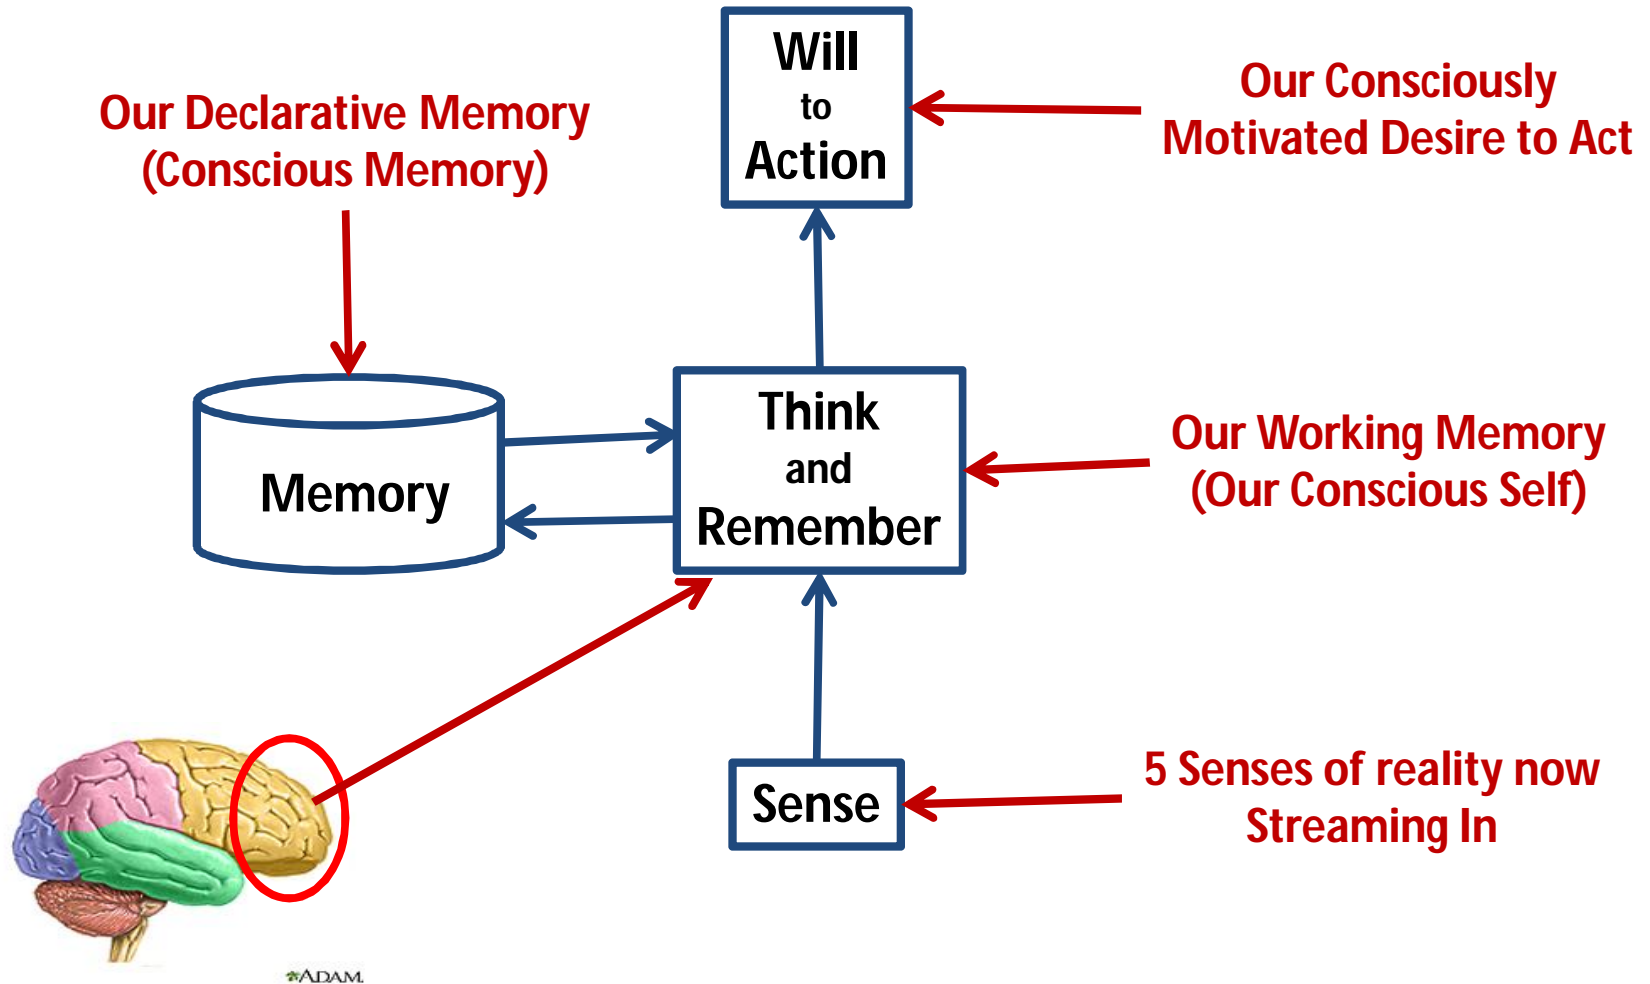 Will
to
Action
Our Consciously
Motivated Desire to Act
Our Declarative Memory
(Conscious Memory)
Memory
Think
and
Remember
Our Working Memory
(Our Conscious Self)
Sense
5 Senses of reality now
Streaming In
ADAM.